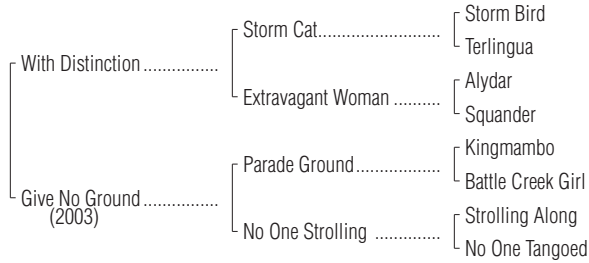 Storm Bird
Storm Cat..........................
Terlingua
With Distinction ................
Alydar
Extravagant Woman ..........
Squander
Kingmambo
Parade Ground..................
Battle Creek Girl
Give No Ground ................
(2003)
Strolling Along
No One Strolling ..............
No One Tangoed